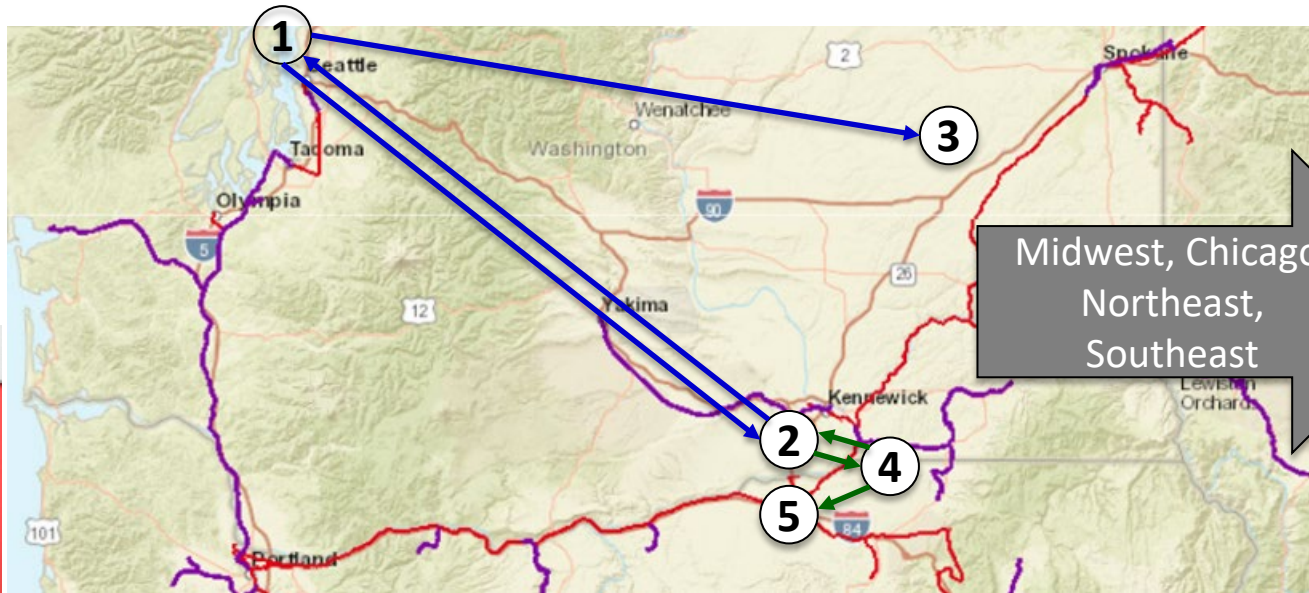 1
eattle
2
Spokane
Wenatchee
3
Tacoma
Washington
Olympia
90
5
Midwest, Chicago
Northeast,
Southeast
26
12
Yakima
Kennewick
Lewiston
Orchards
2
4
5
101
84
Portland